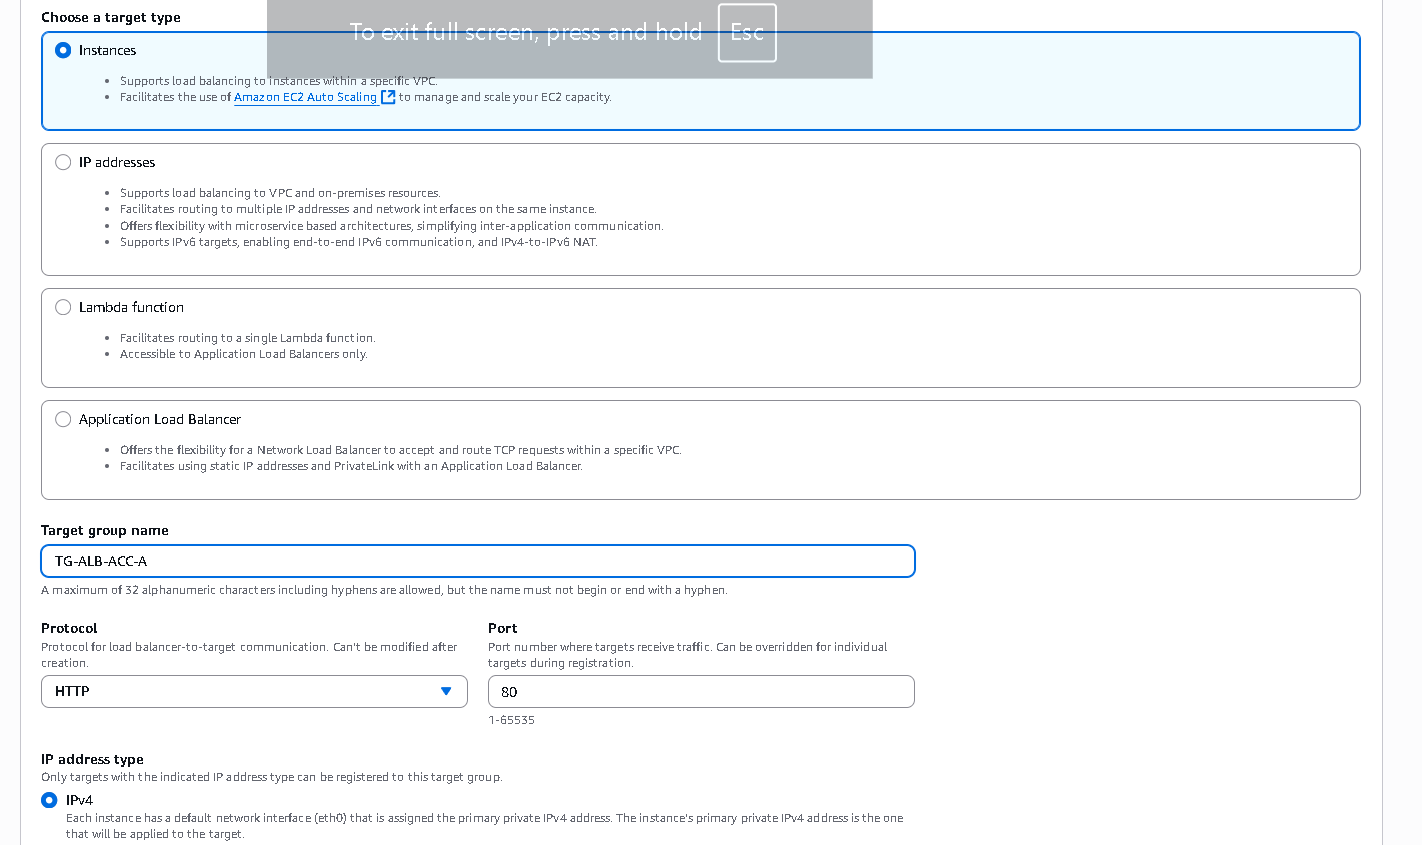 Choose a target type
To exit full screen, press and hold Esc
Instances
Supports load balancing to instances within a specific VPC.
Facilitates the use of Amazon EC2 Auto Scaling to manage and scale your EC2 capacity.
IP addresses
Supports load balancing to VPC and on-premises resources.
Facilitates routing to multiple IP addresses and network interfaces on the same instance.
Offers flexibility with microservice based architectures, simplifying inter-application communication.
Supports IPv6 targets, enabling end-to-end IPv6 communication, and IPv4-to-IPv6 NAT.
Lambda function
Facilitates routing to a single Lambda function.
Accessible to Application Load Balancers only.
Application Load Balancer
Offers the flexibility for a Network Load Balancer to accept and route TCP requests within a specific VPC.
Facilitates using static IP addresses and PrivateLink with an Application Load Balancer.
Target group name
TG-ALB-ACC-A
A maximum of 32 alphanumeric characters including hyphens are allowed, but the name must not begin or end with a hyphen.
Protocol
Protocol for load balancer-to-target communication. Can't be modified after
creation.
HTTP
Port
Port number where targets receive traffic. Can be overridden for individual
targets during registration.
80
1-65535
IP address type
Only targets with the indicated IP address type can be registered to this target group.
IPv4
Each instance has a default network interface (eth0) that is assigned the primary private IPv4 address. The instance's primary private IPv4 address is the one
that will be applied to the target.